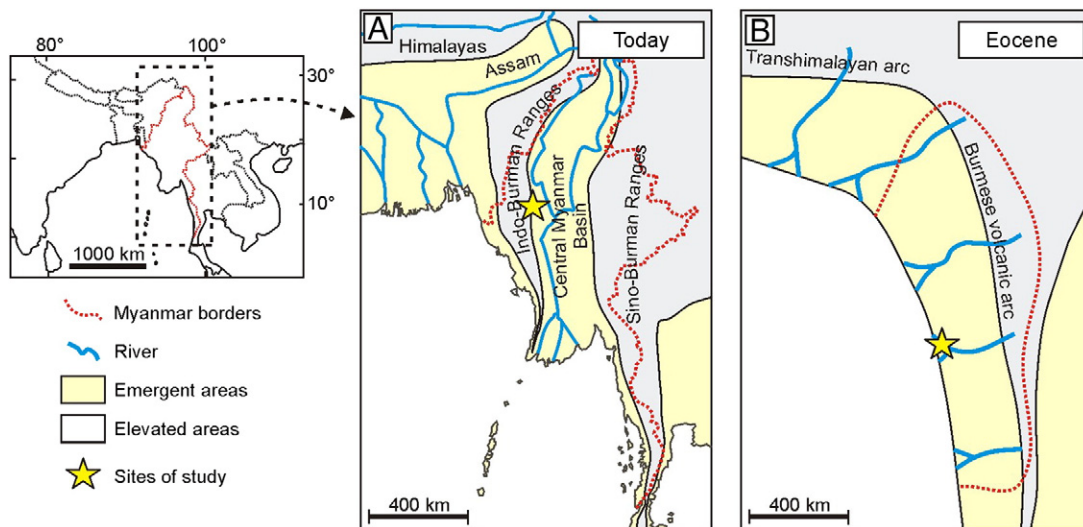 80°
100°
30°
10°
1000 km
Myanmar borders
River
Emergent areas
Elevated areas
Sites of study
A
Today
Himalayas
Assam
Indo-Burman Ranges
Central Myanmar
Basin
Sino-Burman Ranges
400 km
B
Eocene
Transhimalayan arc
Burmese volcanic arc
400 km